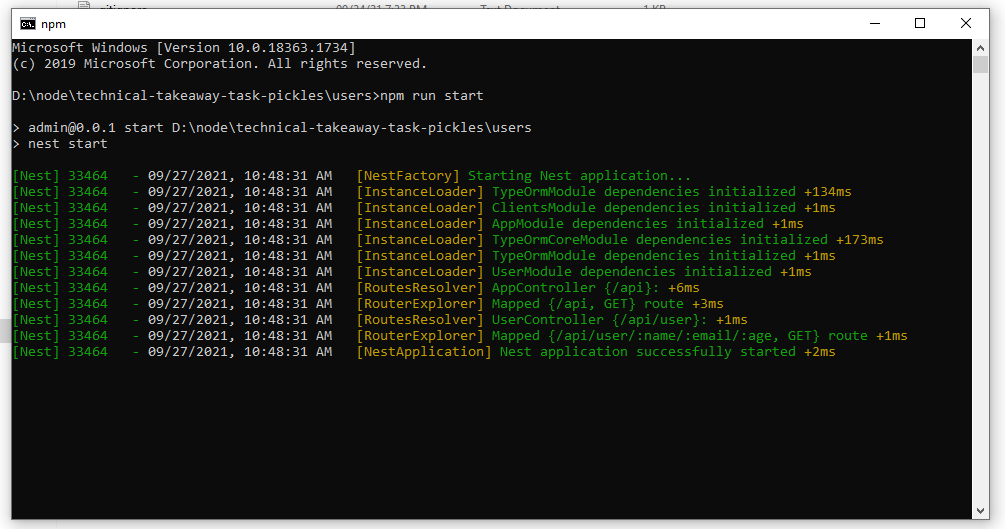 npm
Microsoft Windows [Version 10.0.18363.1734]
(c) 2019 Microsoft Corporation. All rights reserved.
D:\node\technical-takeaway-task-pickles\users>npm run start
> admin@0.0.1 start D:\node\technical-takeaway-task-pickles\users
> nest start
[Nest] 33464   - 09/27/2021, 10:48:31 AM   [NestFactory] Starting Nest application...
[Nest] 33464   - 09/27/2021, 10:48:31 AM   [InstanceLoader] TypeOrmModule dependencies initialized +134ms
[Nest] 33464   - 09/27/2021, 10:48:31 AM   [InstanceLoader] ClientsModule dependencies initialized +1ms
[Nest] 33464   - 09/27/2021, 10:48:31 AM   [InstanceLoader] AppModule dependencies initialized +1ms
[Nest] 33464   - 09/27/2021, 10:48:31 AM   [InstanceLoader] TypeOrmCoreModule dependencies initialized +173ms
[Nest] 33464   - 09/27/2021, 10:48:31 AM   [InstanceLoader] TypeOrmModule dependencies initialized +1ms
[Nest] 33464   - 09/27/2021, 10:48:31 AM   [InstanceLoader] UserModule dependencies initialized +1ms
[Nest] 33464   - 09/27/2021, 10:48:31 AM   [RoutesResolver] AppController {/api}: +6ms
[Nest] 33464   - 09/27/2021, 10:48:31 AM   [RouterExplorer] Mapped {/api, GET} route +3ms
[Nest] 33464   - 09/27/2021, 10:48:31 AM   [RoutesResolver] UserController {/api/user}: +1ms
[Nest] 33464   - 09/27/2021, 10:48:31 AM   [RouterExplorer] Mapped {/api/user/:name/:email/:age, GET} route +1ms
[Nest] 33464   - 09/27/2021, 10:48:31 AM   [NestApplication] Nest application successfully started +2ms